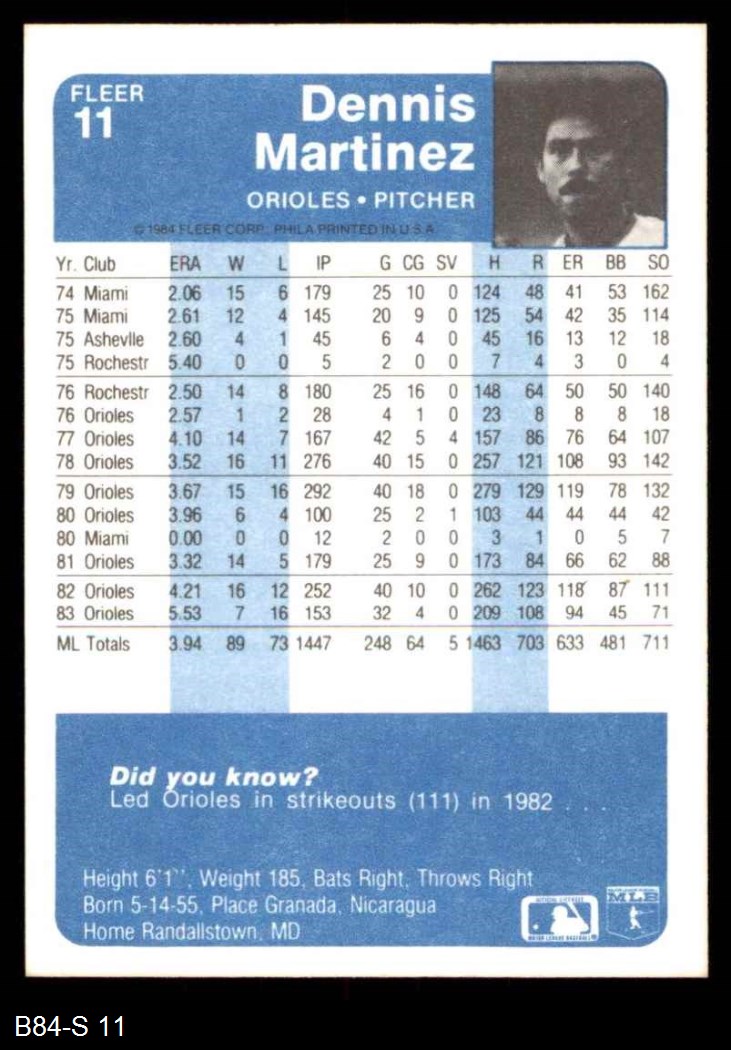 FLEER
11
Dennis
Martinez
ORIOLES • PITCHER
© 1984 FLEER CORP. PHILA PRINTED IN U.S.A.
Yr. Club ERA W L IP G CG SV H R ER BB SO
74 Miami 2.06 15 6 179 25 10 0 124 48 41 53 162
75 Miami 2.61 12 4 145 20 9 0 125 54 42 35 114
75 Ashevlle 2.60 4 1 45 6 4 0 45 16 13 12 18
75 Rochestr 5.40 0 0 5 2 0 0 7 4 3 0 4
76 Rochestr 2.50 14 8 180 25 16 0 148 64 50 50 140
76 Orioles 2.57 1 2 28 4 1 0 23 8 8 8 18
77 Orioles 4.10 14 7 167 42 5 4 157 86 76 64 107
78 Orioles 3.52 16 11 276 40 15 0 257 121 108 93 142
79 Orioles 3.67 15 16 292 40 18 0 279 129 119 78 132
80 Orioles 3.96 6 4 100 25 2 1 103 44 44 44 42
80 Miami 0.00 0 0 12 2 0 0 3 1 0 5 7
81 Orioles 3.32 14 5 179 25 9 0 173 84 66 62 88
82 Orioles 4.21 16 12 252 40 10 0 262 123 118 87 111
83 Orioles 5.53 7 16 153 32 4 0 209 108 94 45 71
ML Totals 3.94 89 73 1447 248 64 5 1463 703 633 481 711
Did you know?
Led Orioles in strikeouts (111) in 1982 . . .
Height 6'1'', Weight 185, Bats Right, Throws Right
Born 5-14-55, Place Granada, Nicaragua
Home Randallstown, MD
MAJOR LEAGUE BASEBALL
MLB
B84-S 11